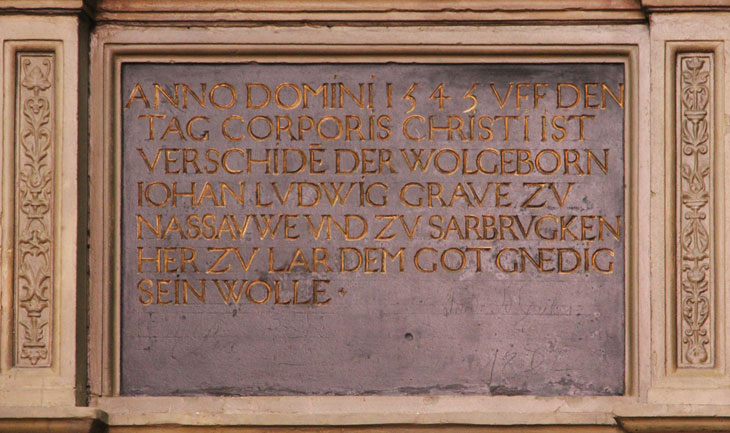 ANNO DOMINI 1545 VFF DEN
TAG CORPORIS CHRISTI IST
VERSCHIDĒ DER WOLGEBORN
IOHAN LVDWIG GRAVE ZV
NASSAVWE VND ZV SARBRVGKEN
HER ZV LAR DEM GOT GNEDIG
SEIN WOLLE